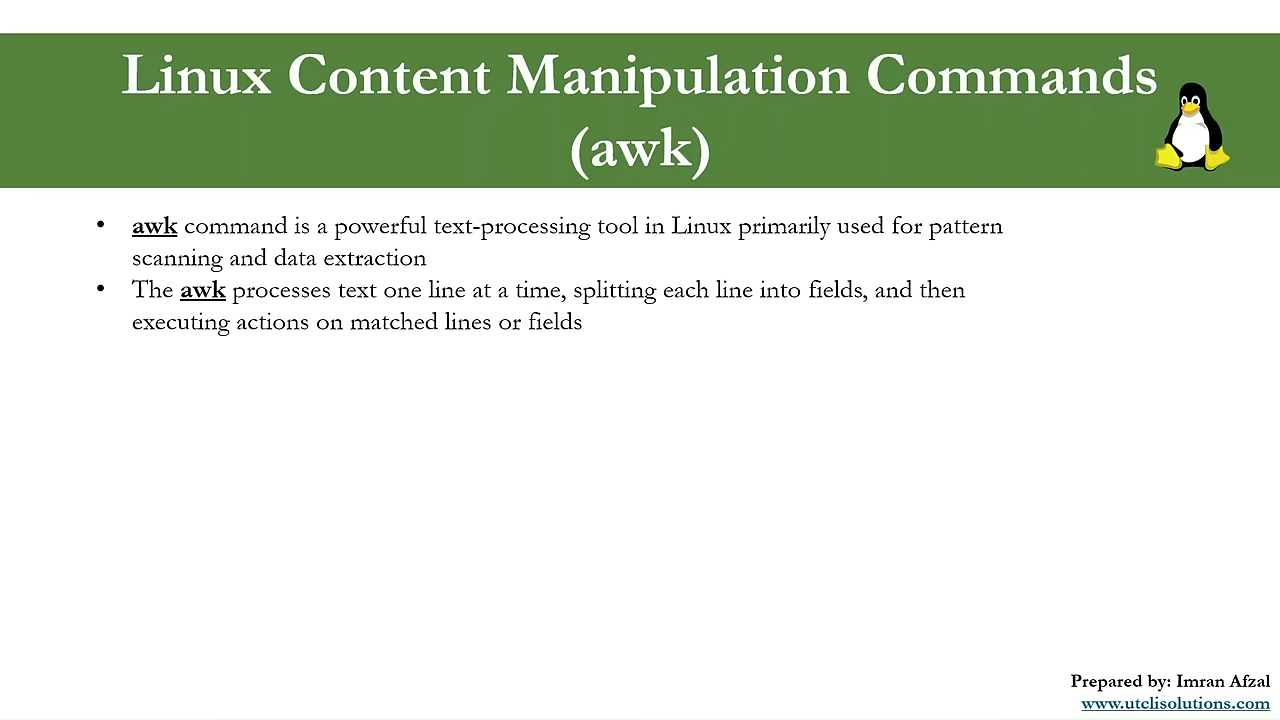 Linux Content Manipulation Commands
(awk)
• awk command is a powerful text-processing tool in Linux primarily used for pattern
scanning and data extraction
• The awk processes text one line at a time, splitting each line into fields, and then
executing actions on matched lines or fields
Prepared by: Imran Afzal
www.utclisolutions.com